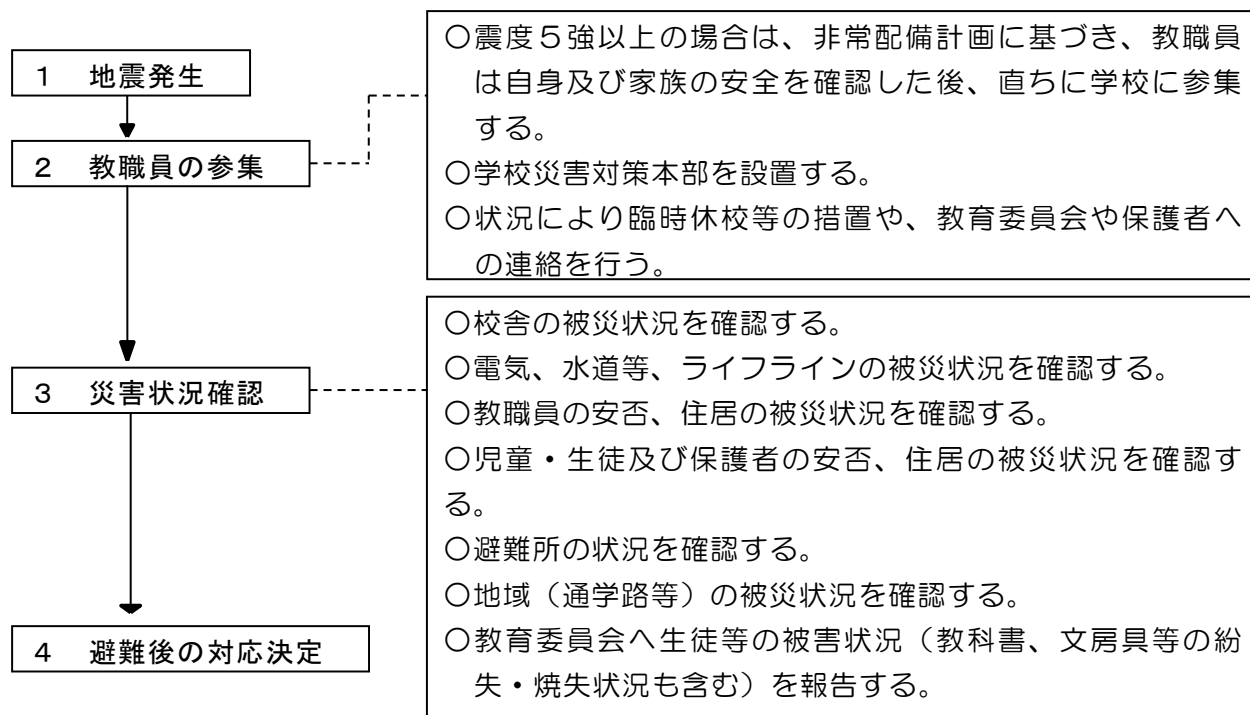 １　地震発生
２　教職員の参集
〇震度５強以上の場合は、非常配備計画に基づき、教職員
は自身及び家族の安全を確認した後、直ちに学校に参集
する。
〇学校災害対策本部を設置する。
〇状況により臨時休校等の措置や、教育委員会や保護者へ
の連絡を行う。
３　災害状況確認
〇校舎の被災状況を確認する。
〇電気、水道等、ライフラインの被災状況を確認する。
〇教職員の安否、住居の被災状況を確認する。
〇児童・生徒及び保護者の安否、住居の被災状況を確認す
る。
〇避難所の状況を確認する。
〇地域（通学路等）の被災状況を確認する。
〇教育委員会へ生徒等の被害状況（教科書、文房具等の紛
失・焼失状況も含む）を報告する。
４　避難後の対応決定